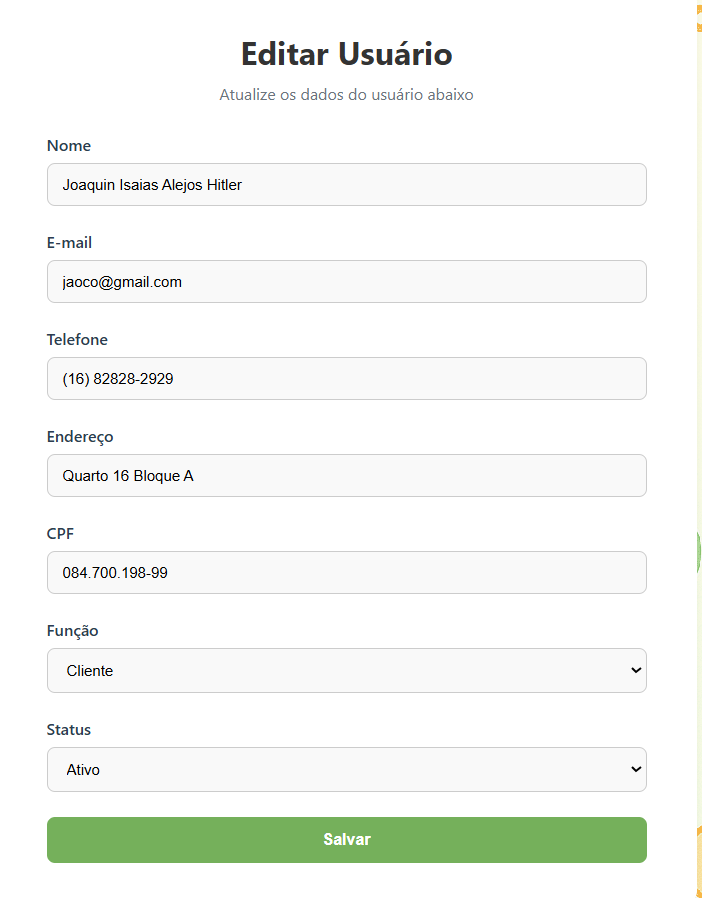 Editar Usuário
Atualize os dados do usuário abaixo
Nome
Joaquin Isaias Alejos Hitler
E-mail
jaoco@gmail.com
Telefone
(16) 82828-2929
Endereço
Quarto 16 Bloque A
CPF
084.700.198-99
Função
Cliente
Status
Ativo
Salvar